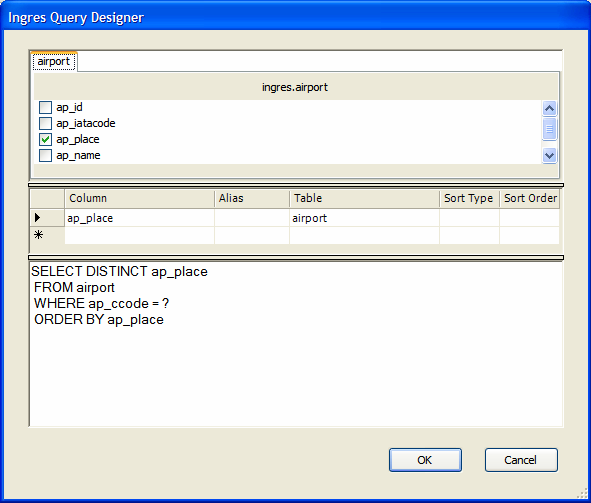 Ingres Query Designer
airport
ingres.airport
ap_id
ap_iatacode
ap_place
ap_name
Column Alias Table Sort Type Sort Order
ap_place airport
SELECT DISTINCT ap_place
FROM airport
WHERE ap_ccode = ?
ORDER BY ap_place
OK Cancel